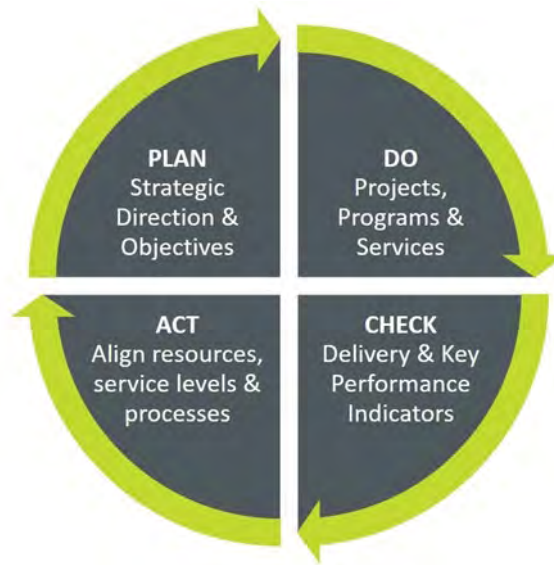 PLAN
Strategic
Direction &
Objectives
DO
Projects,
Programs &
Services
ACT
Align resources,
service levels &
processes
CHECK
Delivery & Key
Performance
Indicators